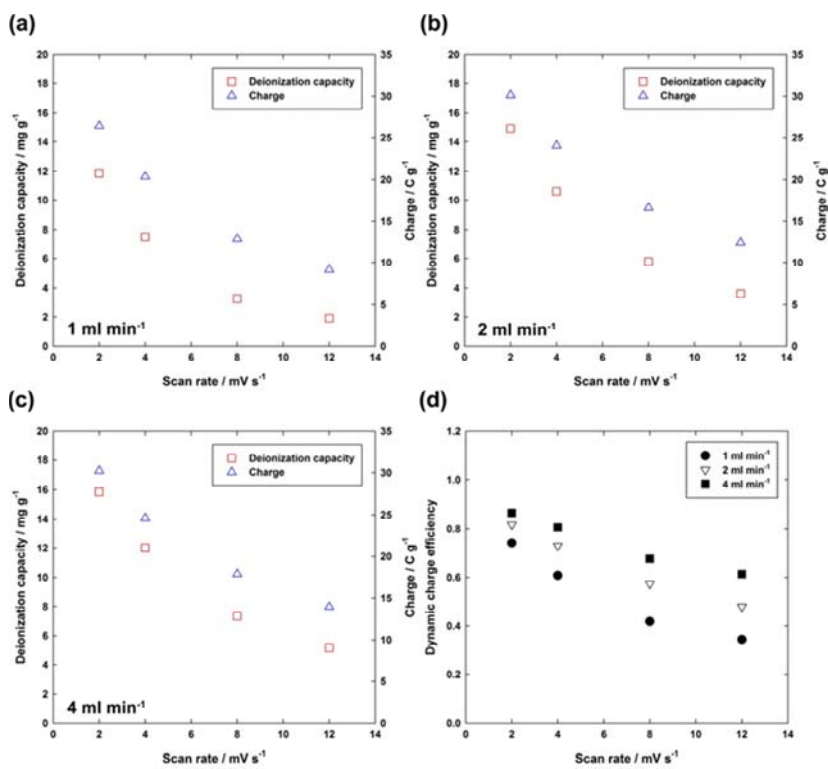 (a)
Deionization capacity / mg g-1
20
18
16
14
12
10
8
6
4
2
0
Deionization capacity
Charge
1 ml min-1
35
30
25
20
15
10
5
0
Charge / C g-1
0 2 4 6 8 10 12 14
Scan rate / mV s-1
(b)
Deionization capacity / mg g-1
20
18
16
14
12
10
8
6
4
2
0
Deionization capacity
Charge
2 ml min-1
35
30
25
20
15
10
5
0
Charge / C g-1
0 2 4 6 8 10 12 14
Scan rate / mV s-1
(c)
Deionization capacity / mg g-1
20
18
16
14
12
10
8
6
4
2
0
Deionization capacity
Charge
4 ml min-1
35
30
25
20
15
10
5
0
Charge / C g-1
0 2 4 6 8 10 12 14
Scan rate / mV s-1
(d)
Dynamic charge efficiency
1.2
1.0
0.8
0.6
0.4
0.2
0.0
1 ml min-1
2 ml min-1
4 ml min-1
0 2 4 6 8 10 12 14
Scan rate / mV s-1